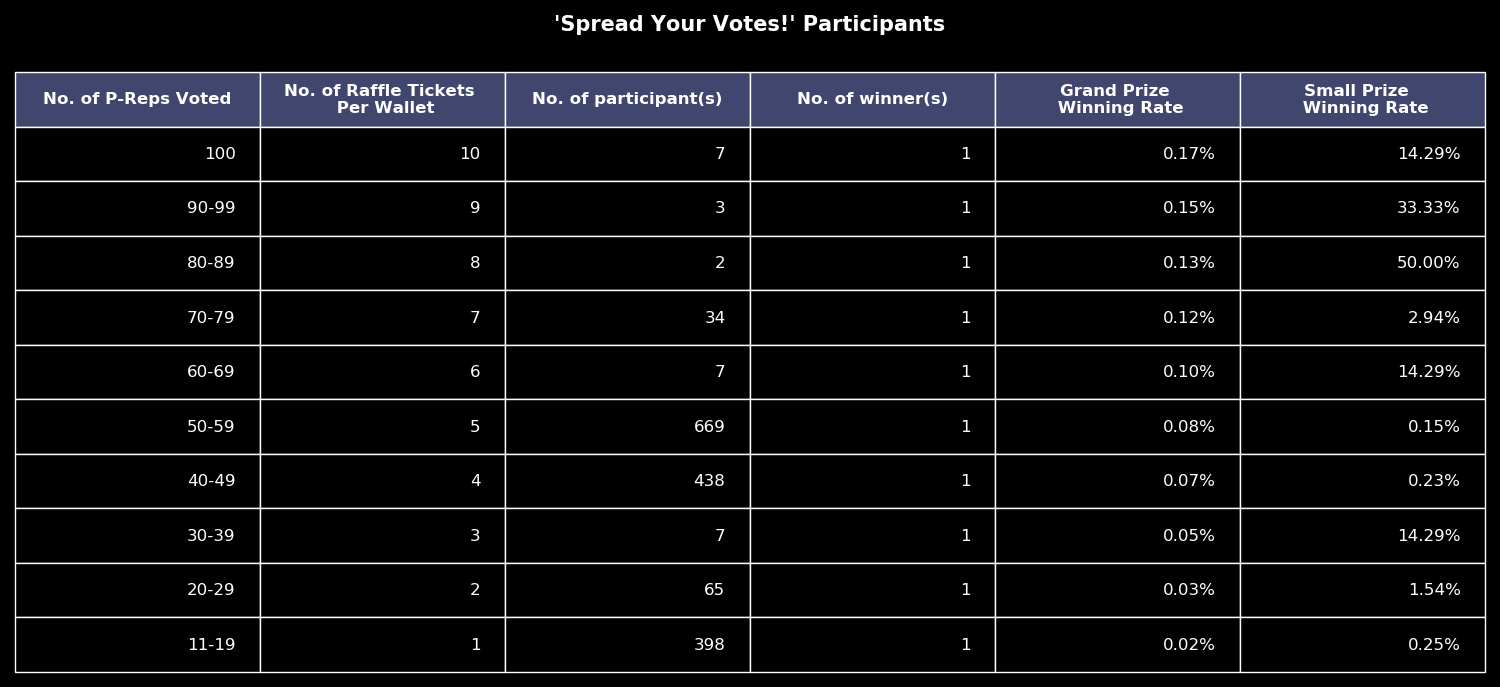 'Spread Your Votes!' Participants
No. of P-Reps Voted No. of Raffle Tickets Per Wallet No. of participant(s) No. of winner(s) Grand Prize Winning Rate Small Prize Winning Rate
100 10 7 1 0.17% 14.29%
90-99 9 3 1 0.15% 33.33%
80-89 8 2 1 0.13% 50.00%
70-79 7 34 1 0.12% 2.94%
60-69 6 7 1 0.10% 14.29%
50-59 5 669 1 0.08% 0.15%
40-49 4 438 1 0.07% 0.23%
30-39 3 7 1 0.05% 14.29%
20-29 2 65 1 0.03% 1.54%
11-19 1 398 1 0.02% 0.25%